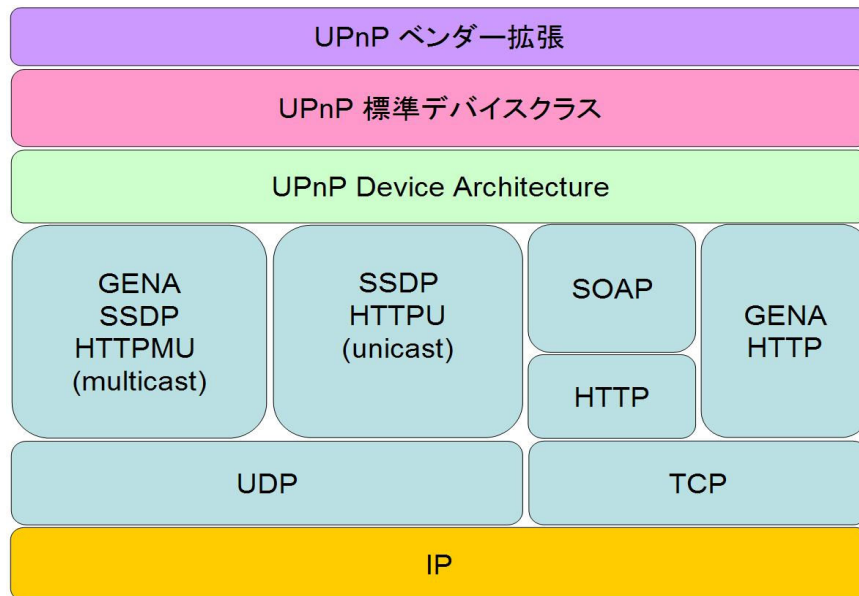 UPnP ベンダー拡張
UPnP 標準デバイスクラス
UPnP Device Architecture
GENA
SSDP
HTTPMU
(multicast)
SSDP
HTTPU
(unicast)
SOAP
HTTP
GENA
HTTP
UDP
TCP
IP